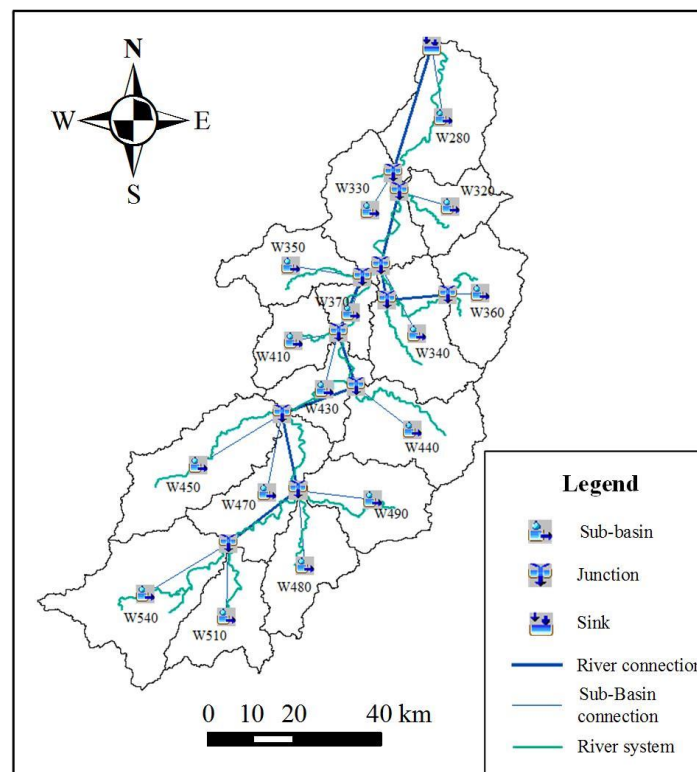 N
W
E
S
W280
W330
W320
W350
W370
W360
W340
W410
W430
W440
W450
W470
W490
W480
W540
W510
0 10 20 40 km
Legend
Sub-basin
Junction
Sink
River connection
Sub-Basin
connection
River system